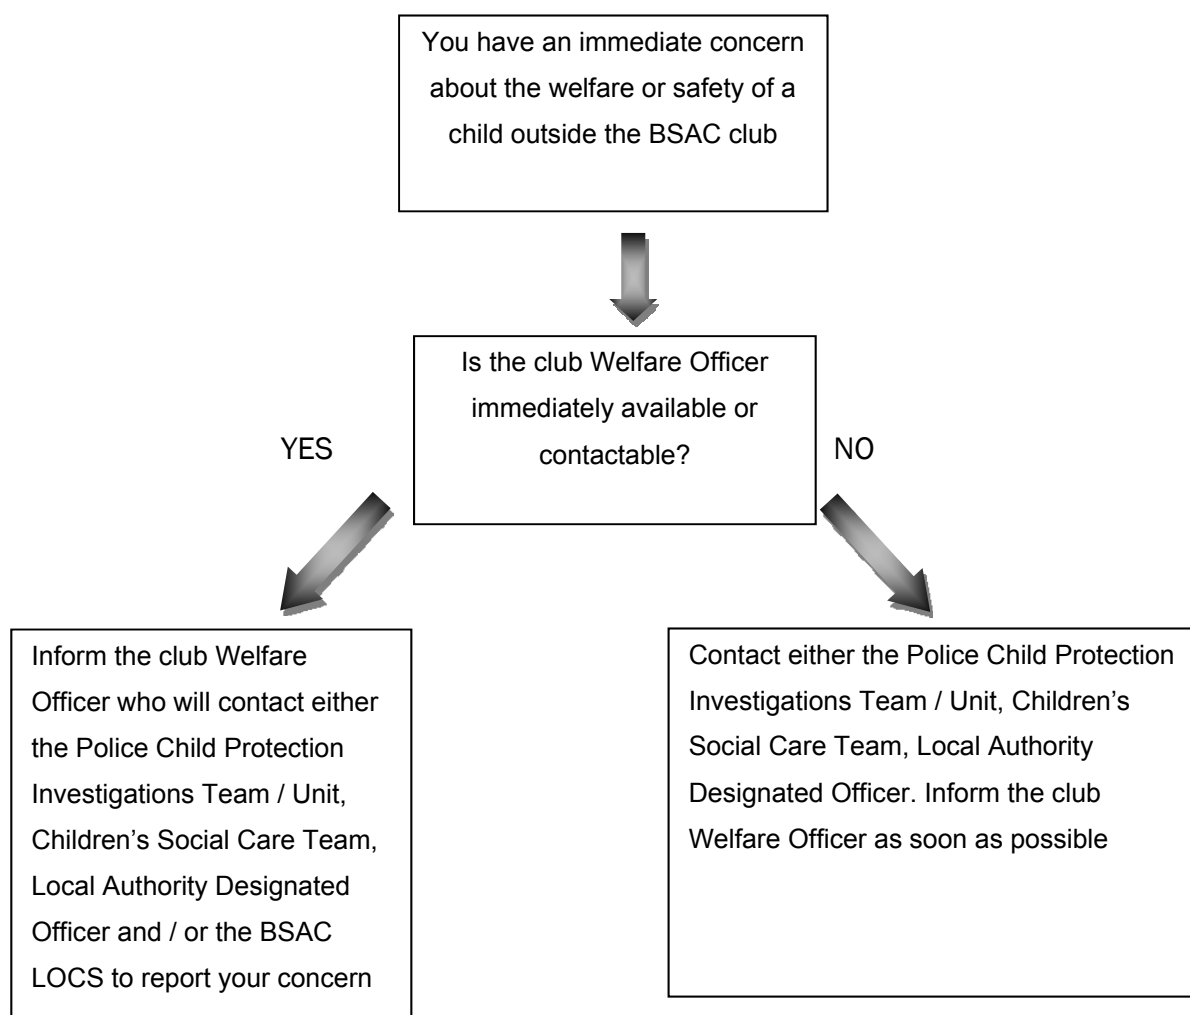 You have an immediate concern
about the welfare or safety of a
child outside the BSAC club
Is the club Welfare Officer
immediately available or
contactable?
YES
NO
Inform the club Welfare
Officer who will contact either
the Police Child Protection
Investigations Team / Unit,
Children’s Social Care Team,
Local Authority Designated
Officer and / or the BSAC
LOCS to report your concern
Contact either the Police Child Protection
Investigations Team / Unit, Children’s
Social Care Team, Local Authority
Designated Officer. Inform the club
Welfare Officer as soon as possible